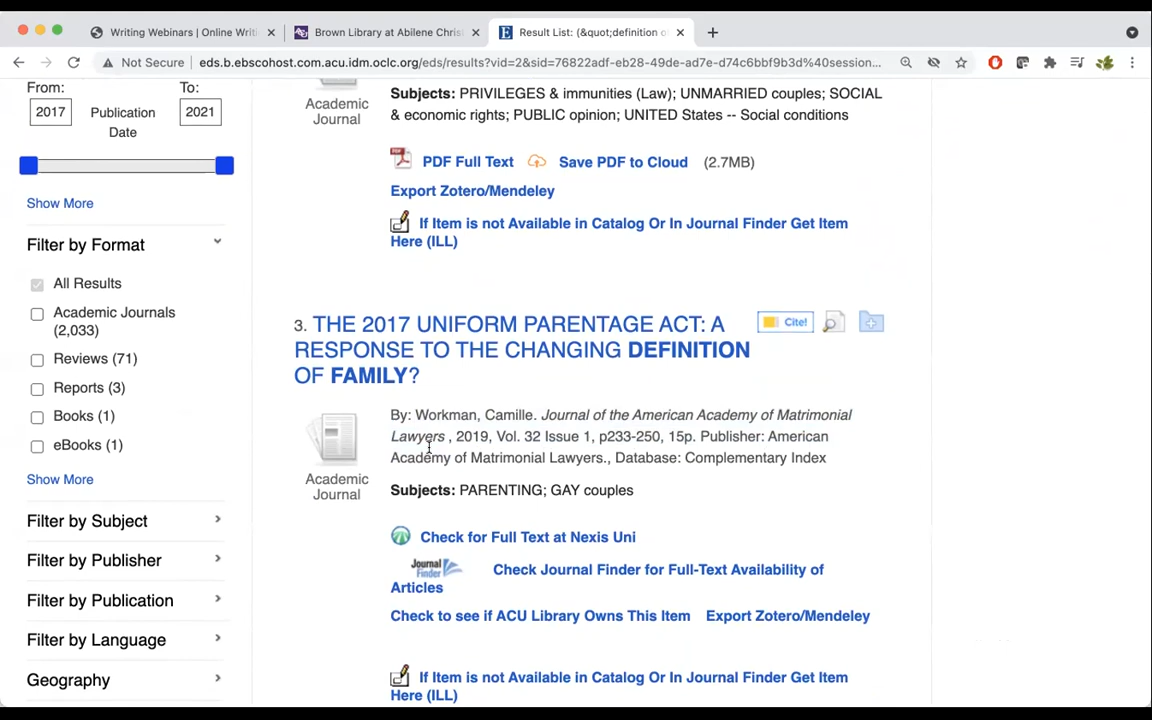 Writing Webinars | Online Writi
Brown Library at Abilene Chris
Result List: (&quot;definition o
Not Secure | eds.b.ebscohost.com.acu.idm.oclc.org/eds/results?vid=2&sid=76822adf-eb28-49de-ad7e-d74c6bbf9b3d%40session...
From:
To:
2017
Publication
Date
2021
Show More
Filter by Format
All Results
Academic Journals
(2,033)
Reviews (71)
Reports (3)
Books (1)
eBooks (1)
Show More
Filter by Subject
Filter by Publisher
Filter by Publication
Filter by Language
Geography
Academic
Journal
Subjects: PRIVILEGES & immunities (Law); UNMARRIED couples; SOCIAL
& economic rights; PUBLIC opinion; UNITED States -- Social conditions
PDF Full Text Save PDF to Cloud (2.7MB)
Export Zotero/Mendeley
If Item is not Available in Catalog Or In Journal Finder Get Item
Here (ILL)
3. THE 2017 UNIFORM PARENTAGE ACT: A
RESPONSE TO THE CHANGING DEFINITION
OF FAMILY?
Cite!
Academic
Journal
By: Workman, Camille. Journal of the American Academy of Matrimonial
Lawyers , 2019, Vol. 32 Issue 1, p233-250, 15p. Publisher: American
Academy of Matrimonial Lawyers., Database: Complementary Index
Subjects: PARENTING; GAY couples
Check for Full Text at Nexis Uni
Journal
Finder
Check Journal Finder for Full-Text Availability of
Articles
Check to see if ACU Library Owns This Item Export Zotero/Mendeley
If Item is not Available in Catalog Or In Journal Finder Get Item
Here (ILL)